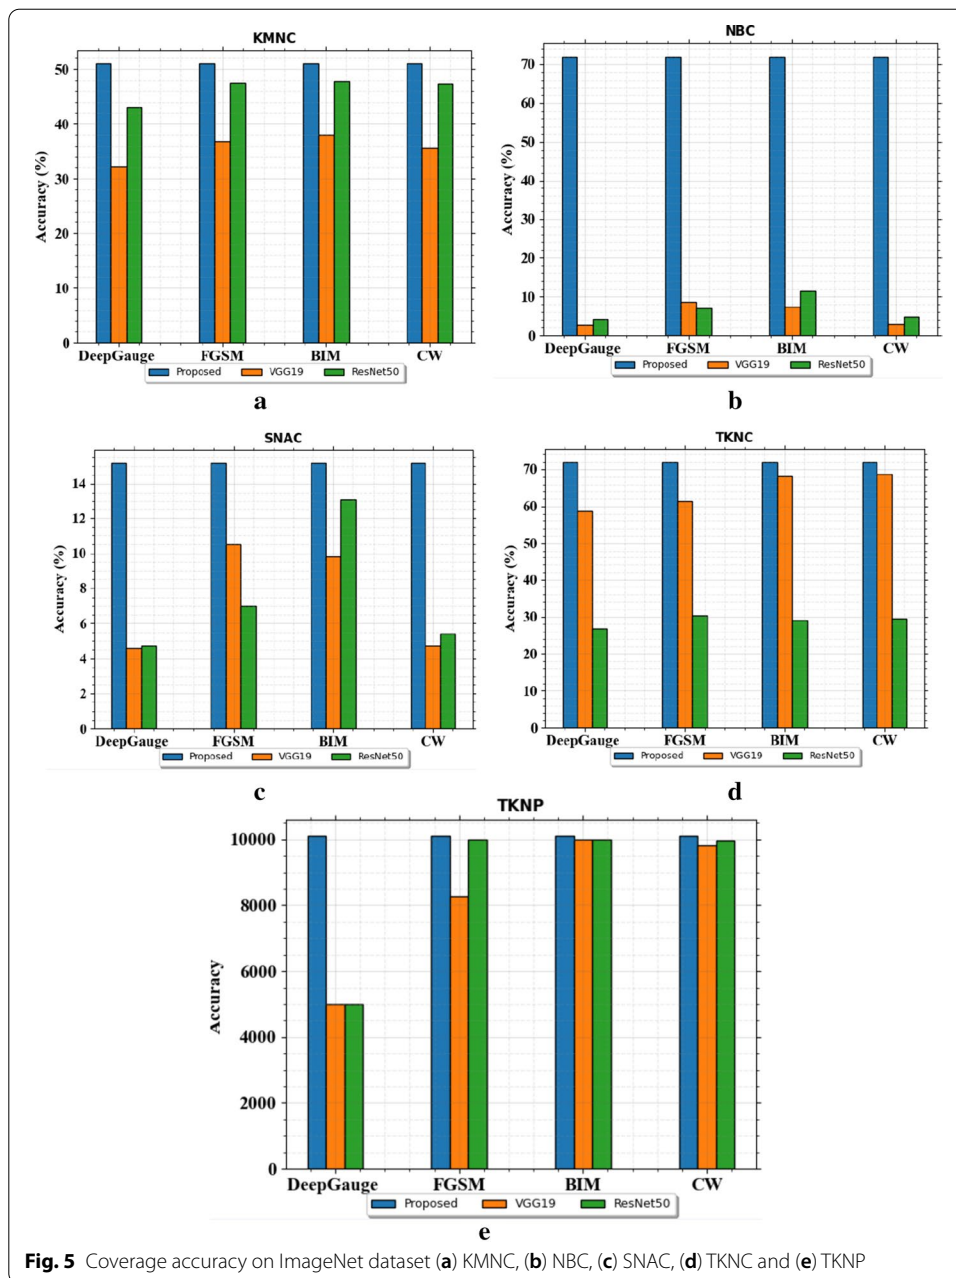 KMNC
50
40
30
20
10
0
Accuracy (%)
DeepGauge FGSM BIM CW
Proposed VGG19 ResNet50
a
NBC
70
60
50
40
30
20
10
0
Accuracy (%)
DeepGauge FGSM BIM CW
Proposed VGG19 ResNet50
b
SNAC
14
12
10
8
6
4
2
0
Accuracy (%)
DeepGauge FGSM BIM CW
Proposed VGG19 ResNet50
c
TKNC
70
60
50
40
30
20
10
0
Accuracy (%)
DeepGauge FGSM BIM CW
Proposed VGG19 ResNet50
d
TKNP
10000
8000
6000
4000
2000
0
Accuracy
DeepGauge FGSM BIM CW
Proposed VGG19 ResNet50
e
Fig. 5 Coverage accuracy on ImageNet dataset (a) KMNC, (b) NBC, (c) SNAC, (d) TKNC and (e) TKNP